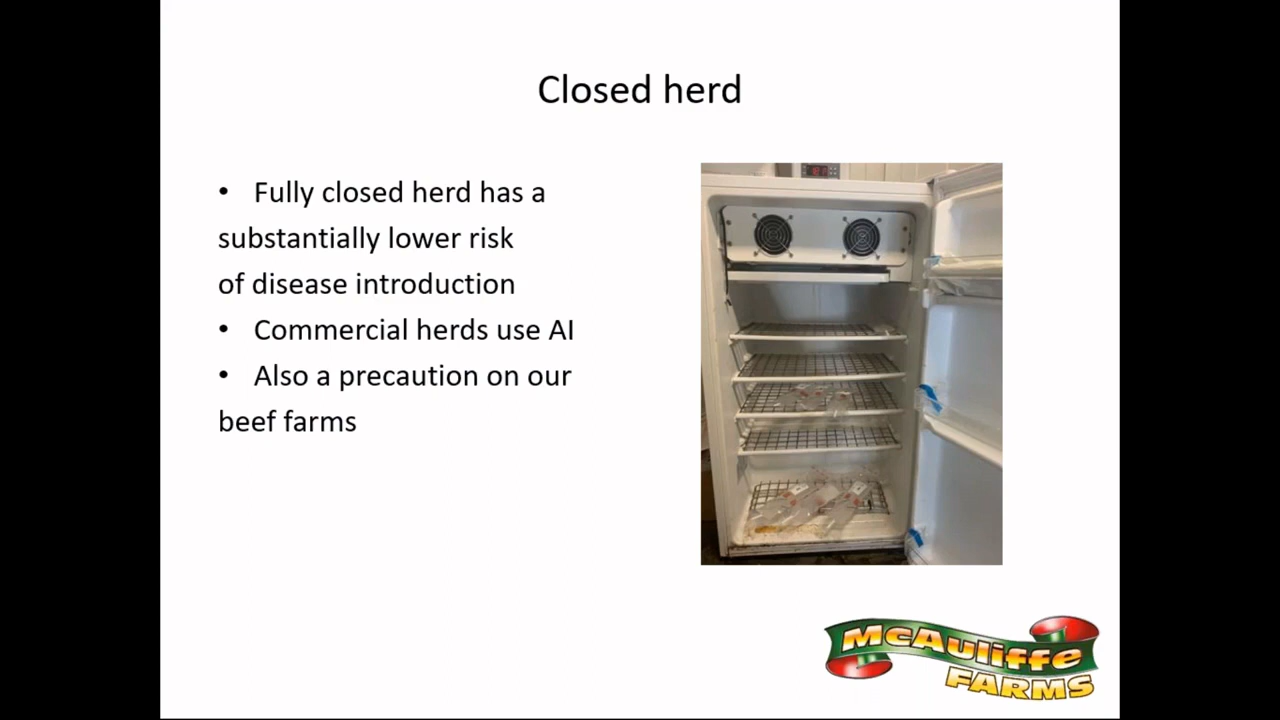 Closed herd
• Fully closed herd has a
substantially lower risk
of disease introduction
• Commercial herds use AI
• Also a precaution on our
beef farms
McAuliffe
FARMS